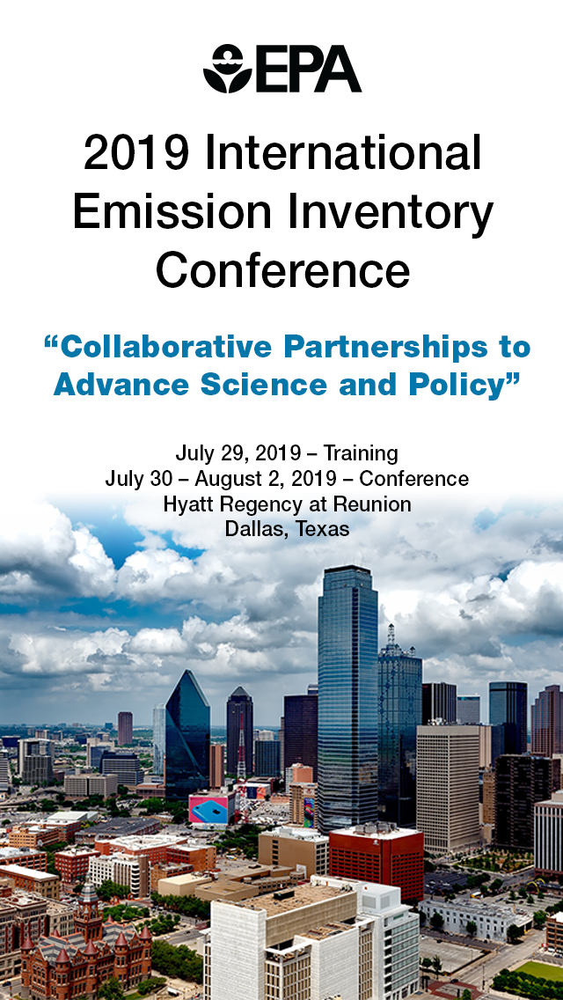 EPA
2019 International
Emission Inventory
Conference
“Collaborative Partnerships to
Advance Science and Policy”
July 29, 2019 – Training
July 30 – August 2, 2019 – Conference
Hyatt Regency at Reunion
Dallas, Texas